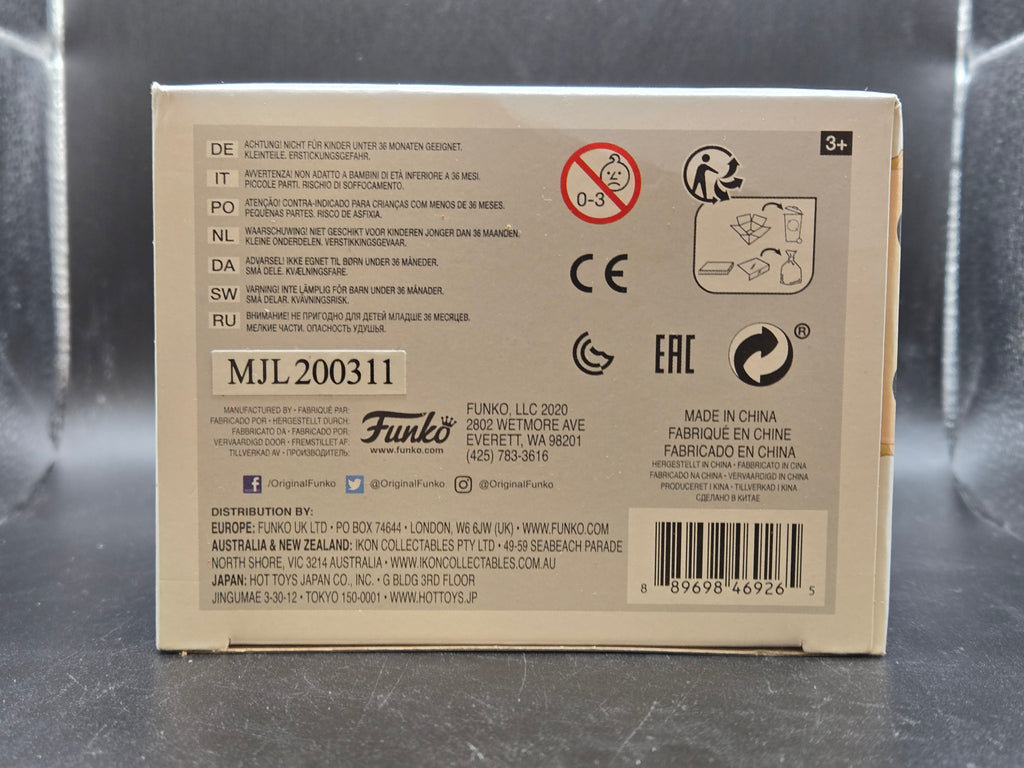 DE ACHTUNG! NICHT FÜR KINDER UNTER 36 MONATEN GEEIGNET.
KLEINTEILE. ERSTICKUNGSGEFAHR.
IT AVVERTENZA! NON ADATTO A BAMBINI DI ETÀ INFERIORE A 36 MESI.
PICCOLE PARTI. RISCHIO DI SOFFOCAMENTO.
PO ATENÇÃO! CONTRA-INDICADO PARA CRIANÇAS COM MENOS DE 36 MESES.
PEQUENAS PARTES. RISCO DE ASFIXIA.
NL WAARSCHUWING! NIET GESCHIKT VOOR KINDEREN JONGER DAN 36 MAANDEN.
KLEINE ONDERDELEN. VERSTIKKINGSGEVAAR.
DA ADVARSEL! IKKE EGNET TIL BØRN UNDER 36 MÅNEDER.
SMÅ DELE. KVÆLNINGSFARE.
SW VARNING! INTE LÄMPLIG FÖR BARN UNDER 36 MÅNADER.
SMÅ DELAR. KVÄVNINGSRISK.
RU ВНИМАНИЕ! НЕ ПРИГОДНО ДЛЯ ДЕТЕЙ МЛАДШЕ 36 МЕСЯЦЕВ.
МЕЛКИЕ ЧАСТИ. ОПАСНОСТЬ УДУШЬЯ.
0-3
3+
CE
EAC
®
MJL 200311
MANUFACTURED BY • FABRIQUÉ PAR:
FABRICADO POR • HERGESTELLT DURCH:
FABBRICATO DA • FABRICADO POR:
VERVAARDIGD DOOR • FREMSTILLET AF:
TILLVERKAD AV • ПРОИЗВОДИТЕЛЬ:
Funko
www.funko.com
FUNKO, LLC 2020
2802 WETMORE AVE
EVERETT, WA 98201
(425) 783-3616
/OriginalFunko @OriginalFunko @OriginalFunko
MADE IN CHINA
FABRIQUÉ EN CHINE
FABRICADO EN CHINA
HERGESTELLT IN CHINA • FABBRICATO IN CINA
FABRICADO NA CHINA • VERVAARDIGD IN CHINA
PRODUCERET I KINA • TILLVERKAD I KINA
СДЕЛАНО В КИТАЕ
DISTRIBUTION BY:
EUROPE: FUNKO UK LTD • PO BOX 74644 • LONDON, W6 6JW (UK) • WWW.FUNKO.COM
AUSTRALIA & NEW ZEALAND: IKON COLLECTABLES PTY LTD • 49-59 SEABEACH PARADE
NORTH SHORE, VIC 3214 AUSTRALIA • WWW.IKONCOLLECTABLES.COM.AU
JAPAN: HOT TOYS JAPAN CO., INC. • G BLDG 3RD FLOOR
JINGUMAE 3-30-12 • TOKYO 150-0001 • WWW.HOTTOYS.JP
8 89698 46926 5